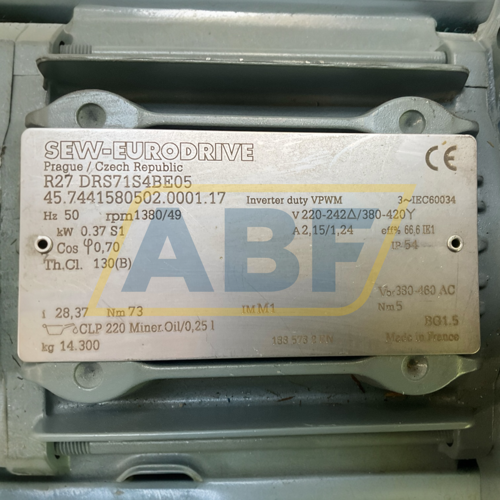 SEW-EURODRIVE
Prague / Czech Republic
R27 DRS71S4BE05
45.7441580502.0001.17 Inverter duty VPWM 3~IEC60034
Hz 50 rpm 1380/49 V 220-242Δ/380-420Y
kW 0.37 S1 A 2,15/1,24 eff% 66,6 IE1
Cos φ 0,70 IP 54
Th.Cl. 130(B)
ABF
i 28,37 Nm 73 IM M1 380-460 AC
Nm 5
CLP 220 Miner.Oil/0,25 l BG1.5
kg 14.300 Made in France